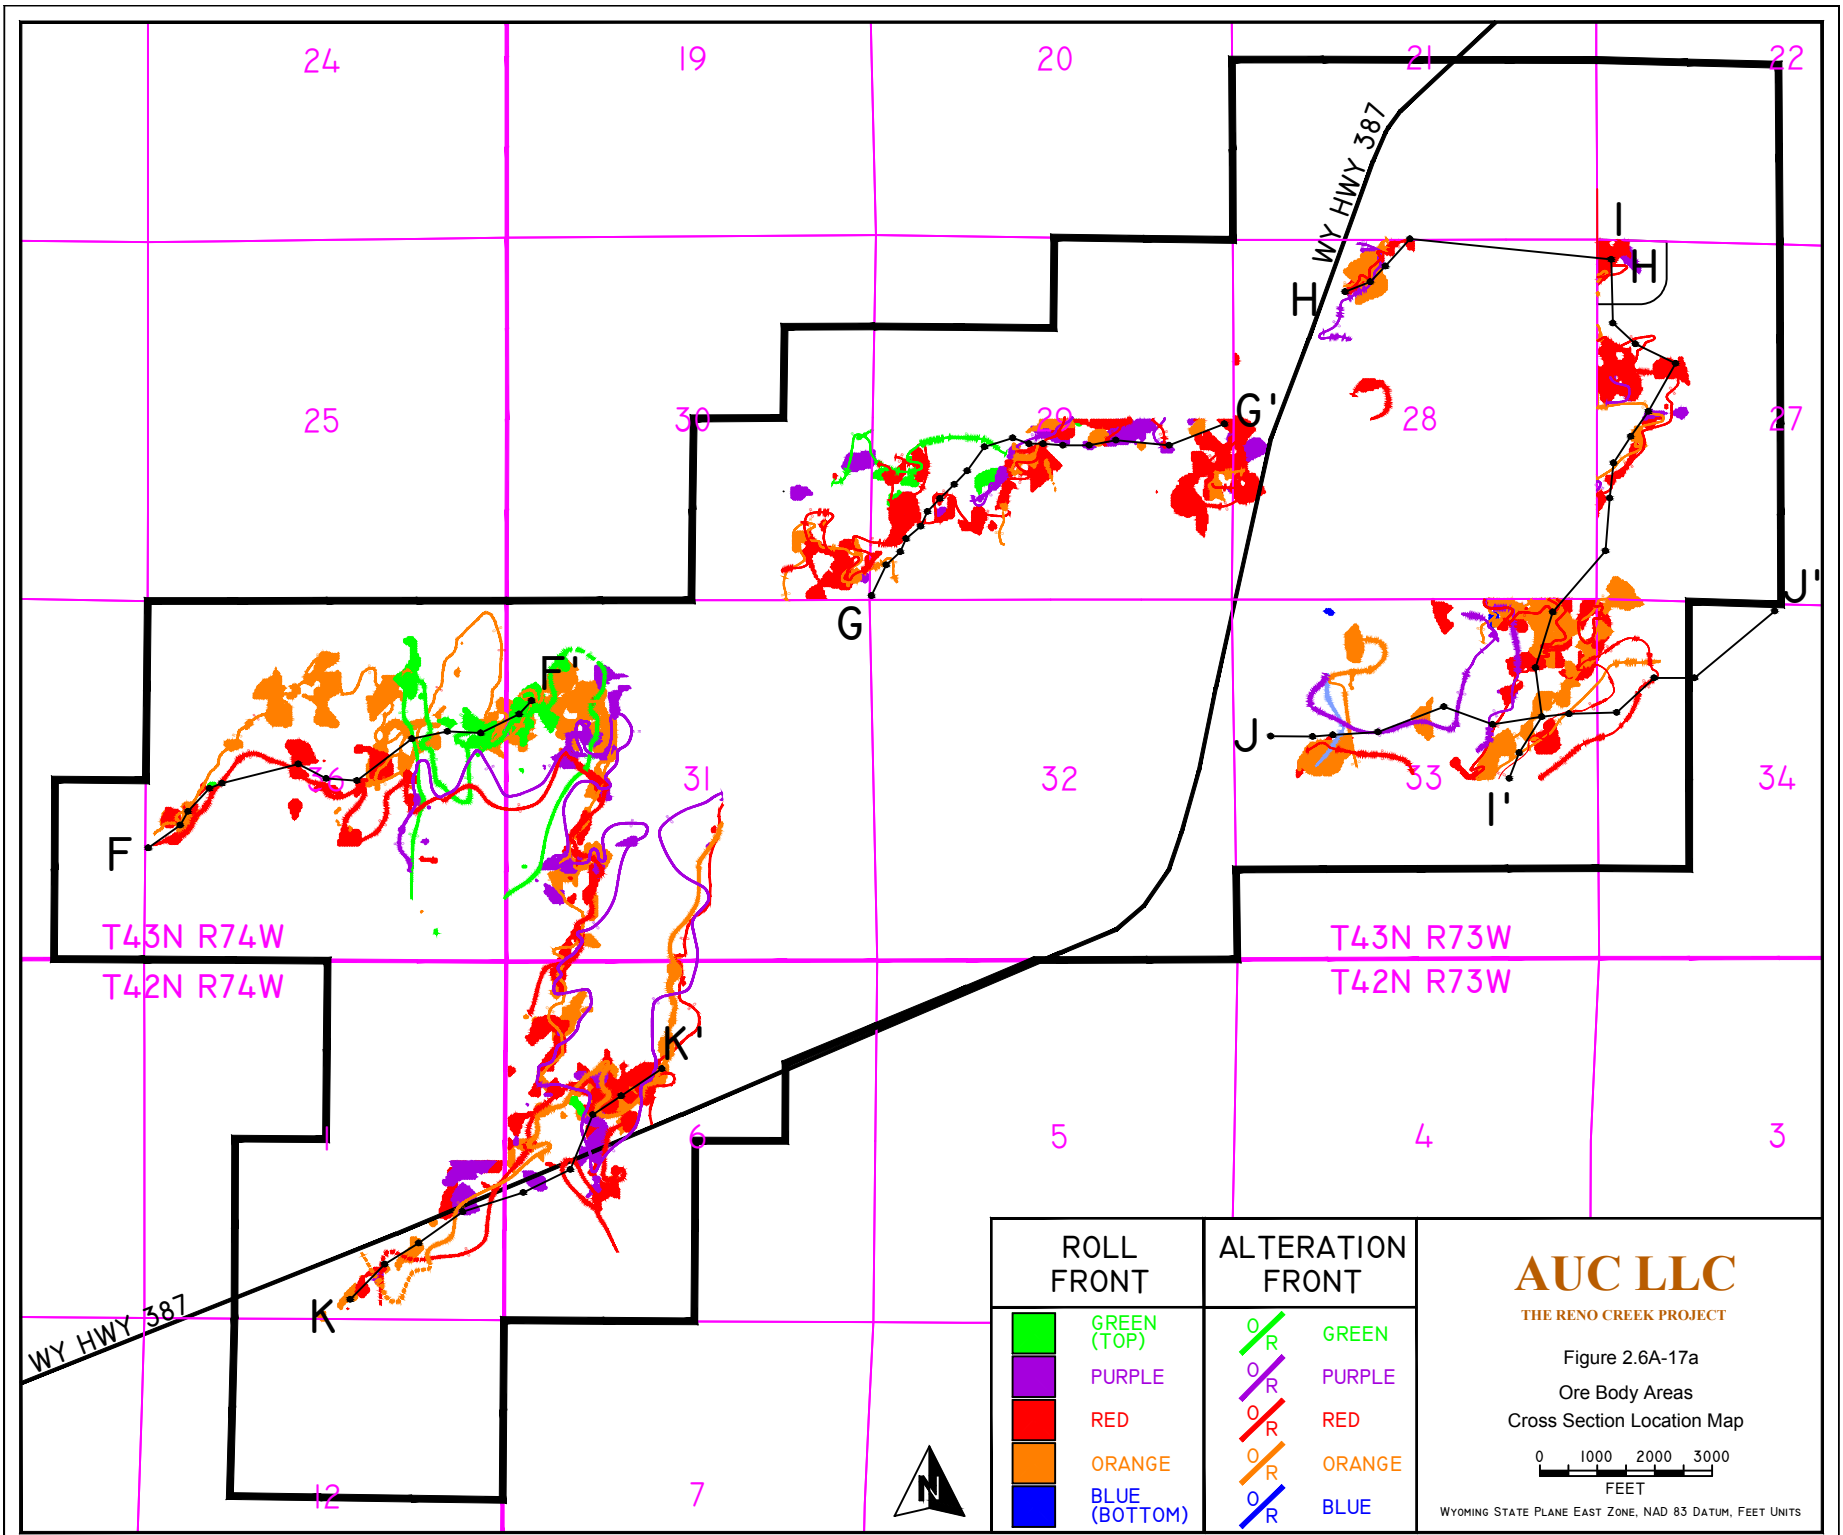 24
19
20
21
22
WY HWY 387
I
H
H
25
30
29
G'
28
27
G
J'
F'
J
36
31
32
33
34
I'
F
T43N R74W
T43N R73W
T42N R74W
T42N R73W
K'
1
6
5
4
3
K
WY HWY 387
12
7
N
ROLL
FRONT
GREEN
(TOP)
PURPLE
RED
ORANGE
BLUE
(BOTTOM)
ALTERATION
FRONT
O
R
GREEN
O
R
PURPLE
O
R
RED
O
R
ORANGE
O
R
BLUE
AUC LLC
THE RENO CREEK PROJECT
Figure 2.6A-17a
Ore Body Areas
Cross Section Location Map
0 1000 2000 3000
FEET
WYOMING STATE PLANE EAST ZONE, NAD 83 DATUM, FEET UNITS